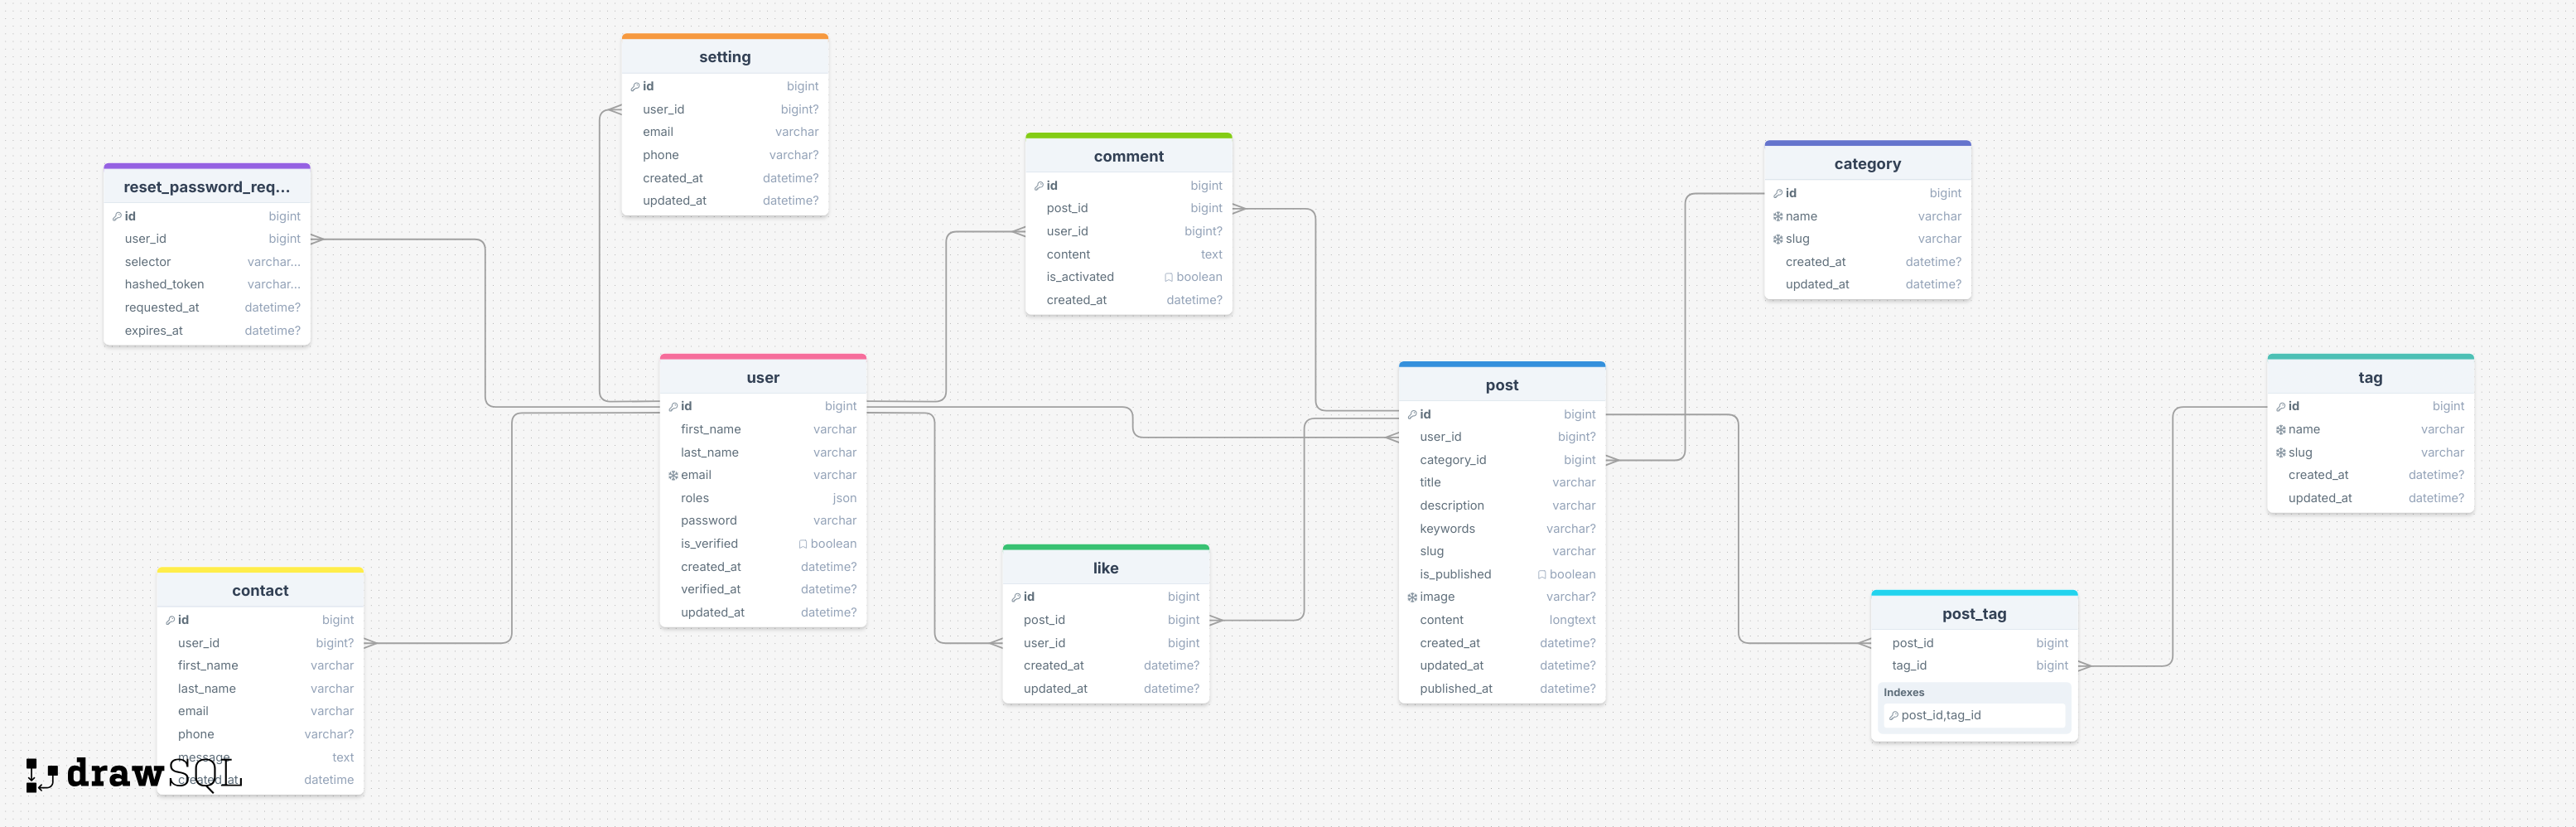 setting
id bigint
user_id bigint?
email varchar
phone varchar?
created_at datetime?
updated_at datetime?
comment
id bigint
post_id bigint
user_id bigint?
content text
is_activated boolean
created_at datetime?
category
id bigint
name varchar
slug varchar
created_at datetime?
updated_at datetime?
reset_password_req...
id bigint
user_id bigint
selector varchar...
hashed_token varchar...
requested_at datetime?
expires_at datetime?
user
id bigint
first_name varchar
last_name varchar
email varchar
roles json
password varchar
is_verified boolean
created_at datetime?
verified_at datetime?
updated_at datetime?
post
id bigint
user_id bigint?
category_id bigint
title varchar
description varchar
keywords varchar?
slug varchar
is_published boolean
image varchar?
content longtext
created_at datetime?
updated_at datetime?
published_at datetime?
tag
id bigint
name varchar
slug varchar
created_at datetime?
updated_at datetime?
like
id bigint
post_id bigint
user_id bigint
created_at datetime?
updated_at datetime?
contact
id bigint
user_id bigint?
first_name varchar
last_name varchar
email varchar
phone varchar?
message text
created_at datetime
post_tag
post_id bigint
tag_id bigint
Indexes
post_id,tag_id
drawSQL